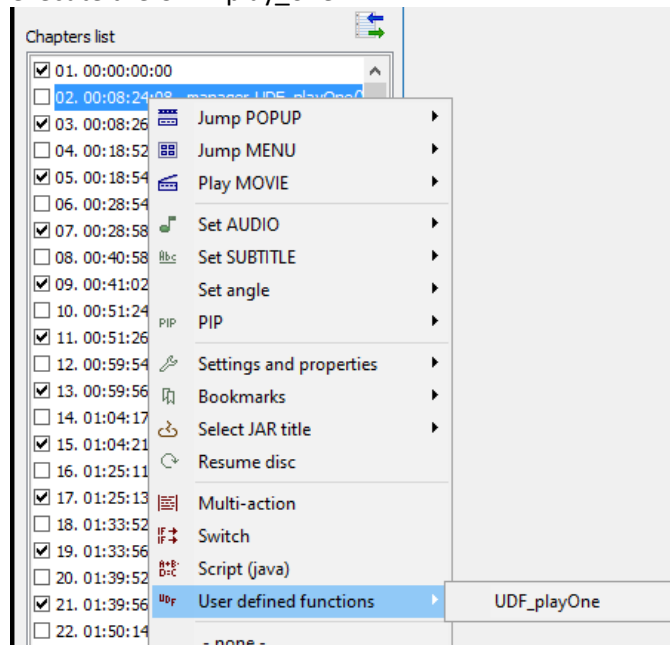 Chapters list
01. 00:00:00:00
02. 00:08:24:08 - manager.UDF_playOne(
03. 00:08:26
04. 00:18:52
05. 00:18:54
06. 00:28:54
07. 00:28:58
08. 00:40:58
09. 00:41:02
10. 00:51:24
11. 00:51:26
12. 00:59:54
13. 00:59:56
14. 01:04:17
15. 01:04:21
16. 01:25:11
17. 01:25:13
18. 01:33:52
19. 01:33:56
20. 01:39:52
21. 01:39:56
22. 01:50:14
Jump POPUP
Jump MENU
Play MOVIE
Set AUDIO
Abc Set SUBTITLE
Set angle
PIP PIP
Settings and properties
Bookmarks
Select JAR title
Resume disc
Multi-action
IF IF Switch
A+B= D±C Script (java)
UDF User defined functions
- none -
UDF_playOne